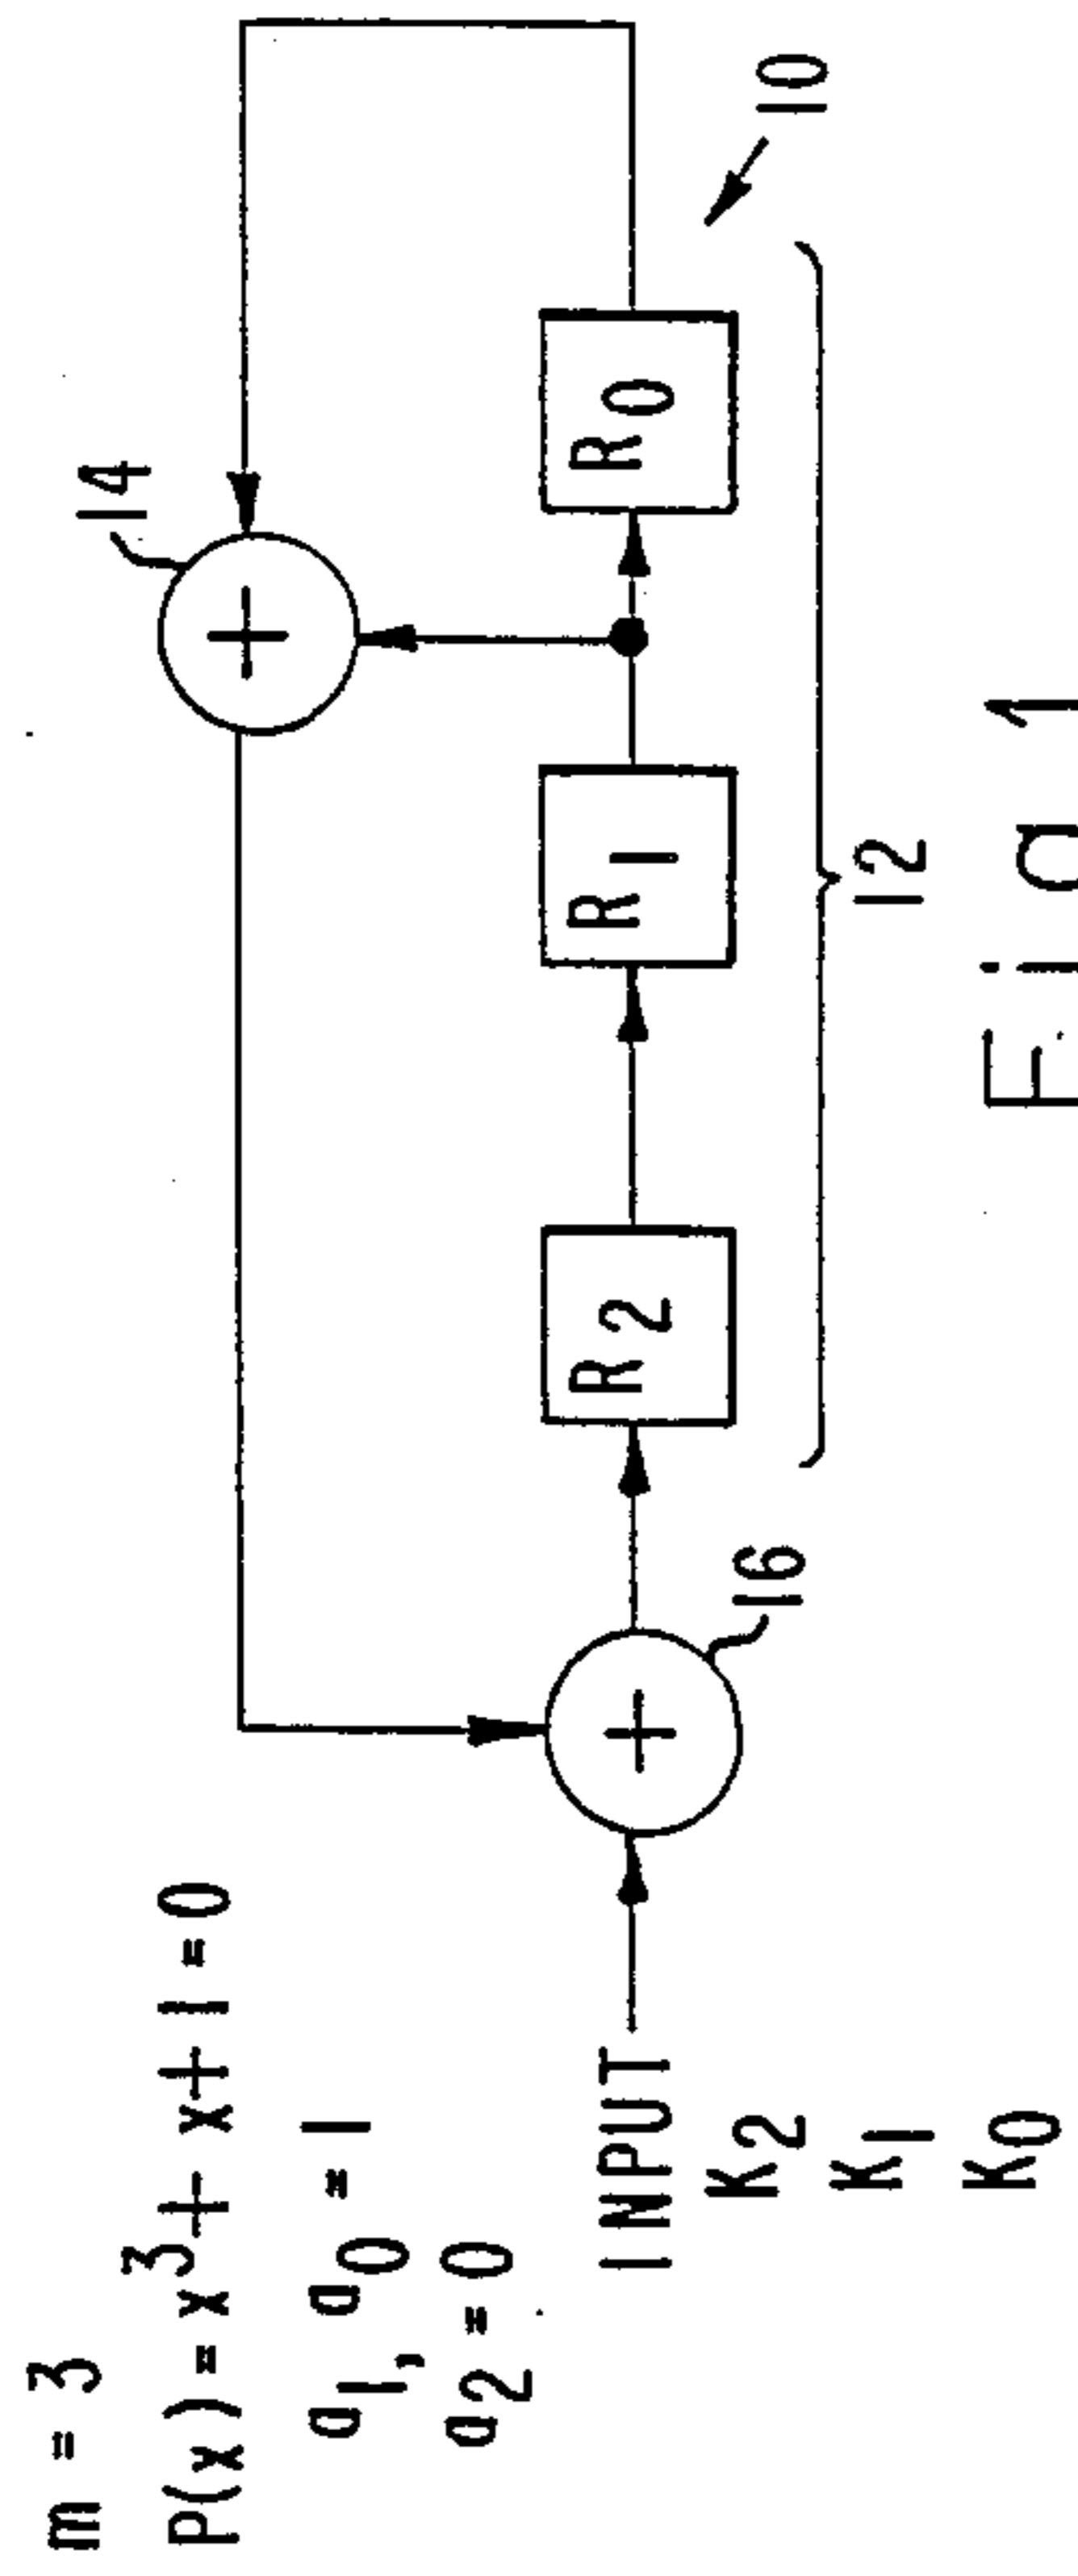 m = 3
P(x) = x³ + x + 1 = 0
a₁, a₀ = 1
a₂ = 0
14
10
INPUT
K₂
K₁
K₀
16
R₂
R₁
R₀
12
Fig 1